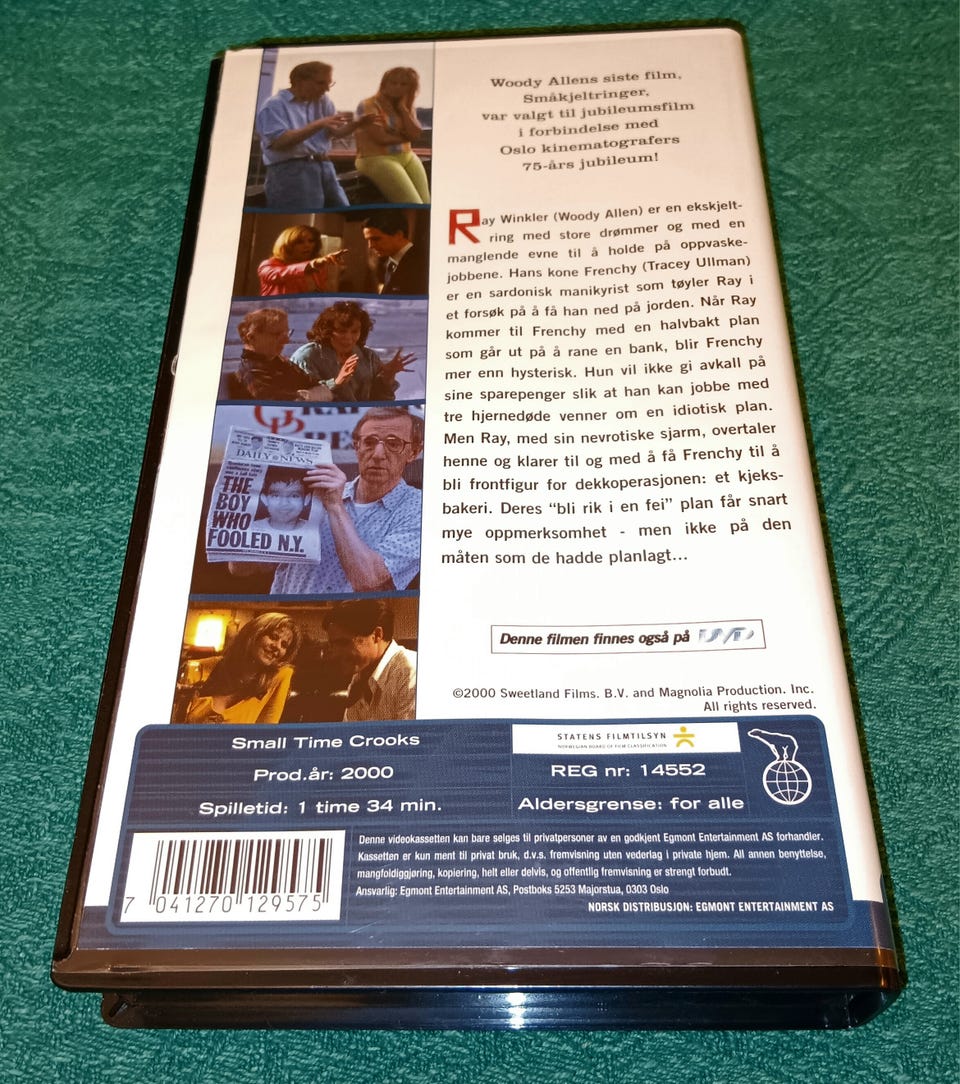 Woody Allens siste film,
Småkjeltringer,
var valgt til jubileumsfilm
i forbindelse med
Oslo kinematografers
75-års jubileum!
Ray Winkler (Woody Allen) er en ekskjelt-
ring med store drømmer og med en
manglende evne til å holde på oppvaske-
jobbene. Hans kone Frenchy (Tracey Ullman)
er en sardonisk manikyrist som tøyler Ray i
et forsøk på å få han ned på jorden. Når Ray
kommer til Frenchy med en halvbakt plan
som går ut på å rane en bank, blir Frenchy
mer enn hysterisk. Hun vil ikke gi avkall på
sine sparepenger slik at han kan jobbe med
tre hjernedøde venner om en idiotisk plan.
Men Ray, med sin nevrotiske sjarm, overtaler
henne og klarer til og med å få Frenchy til å
bli frontfigur for dekkoperasjonen: et kjeks-
bakeri. Deres “bli rik i en fei” plan får snart
mye oppmerksomhet - men ikke på den
måten som de hadde planlagt...
DAILY NEWS
THE
BOY
WHO
FOOLED N.Y.
Denne filmen finnes også på DVD
©2000 Sweetland Films. B.V. and Magnolia Production. Inc.
All rights reserved.
Small Time Crooks
Prod.år: 2000
Spilletid: 1 time 34 min.
STATENS FILMTILSYN
NORWEGIAN BOARD OF FILM CLASSIFICATION
REG nr: 14552
Aldersgrense: for alle
Denne videokassetten kan bare selges til privatpersoner av en godkjent Egmont Entertainment AS forhandler.
Kassetten er kun ment til privat bruk, d.v.s. fremvisning uten vederlag i private hjem. All annen benyttelse,
mangfoldiggjøring, kopiering, helt eller delvis, og offentlig fremvisning er strengt forbudt.
Ansvarlig: Egmont Entertainment AS, Postboks 5253 Majorstua, 0303 Oslo
NORSK DISTRIBUSJON: EGMONT ENTERTAINMENT AS
7 041270 129575